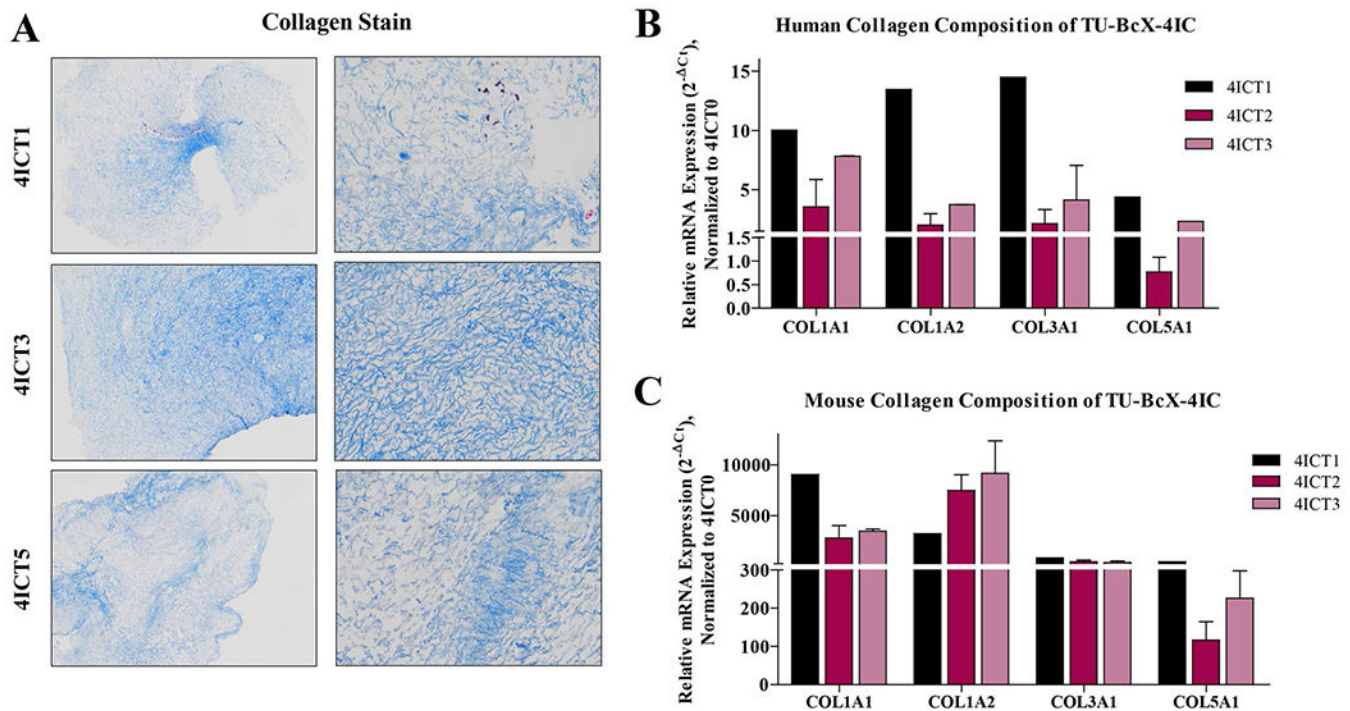 A
Collagen Stain
4ICT1
4ICT3
4ICT5
B
Human Collagen Composition of TU-BcX-4IC
Relative mRNA Expression (2^-ΔCt),
Normalized to 4ICT0
15
10
5
1.5
1.0
0.5
0.0
COL1A1 COL1A2 COL3A1 COL5A1
4ICT1
4ICT2
4ICT3
C
Mouse Collagen Composition of TU-BcX-4IC
Relative mRNA Expression (2^-ΔCt),
Normalized to 4ICT0
10000
5000
300
200
100
0
COL1A1 COL1A2 COL3A1 COL5A1
4ICT1
4ICT2
4ICT3